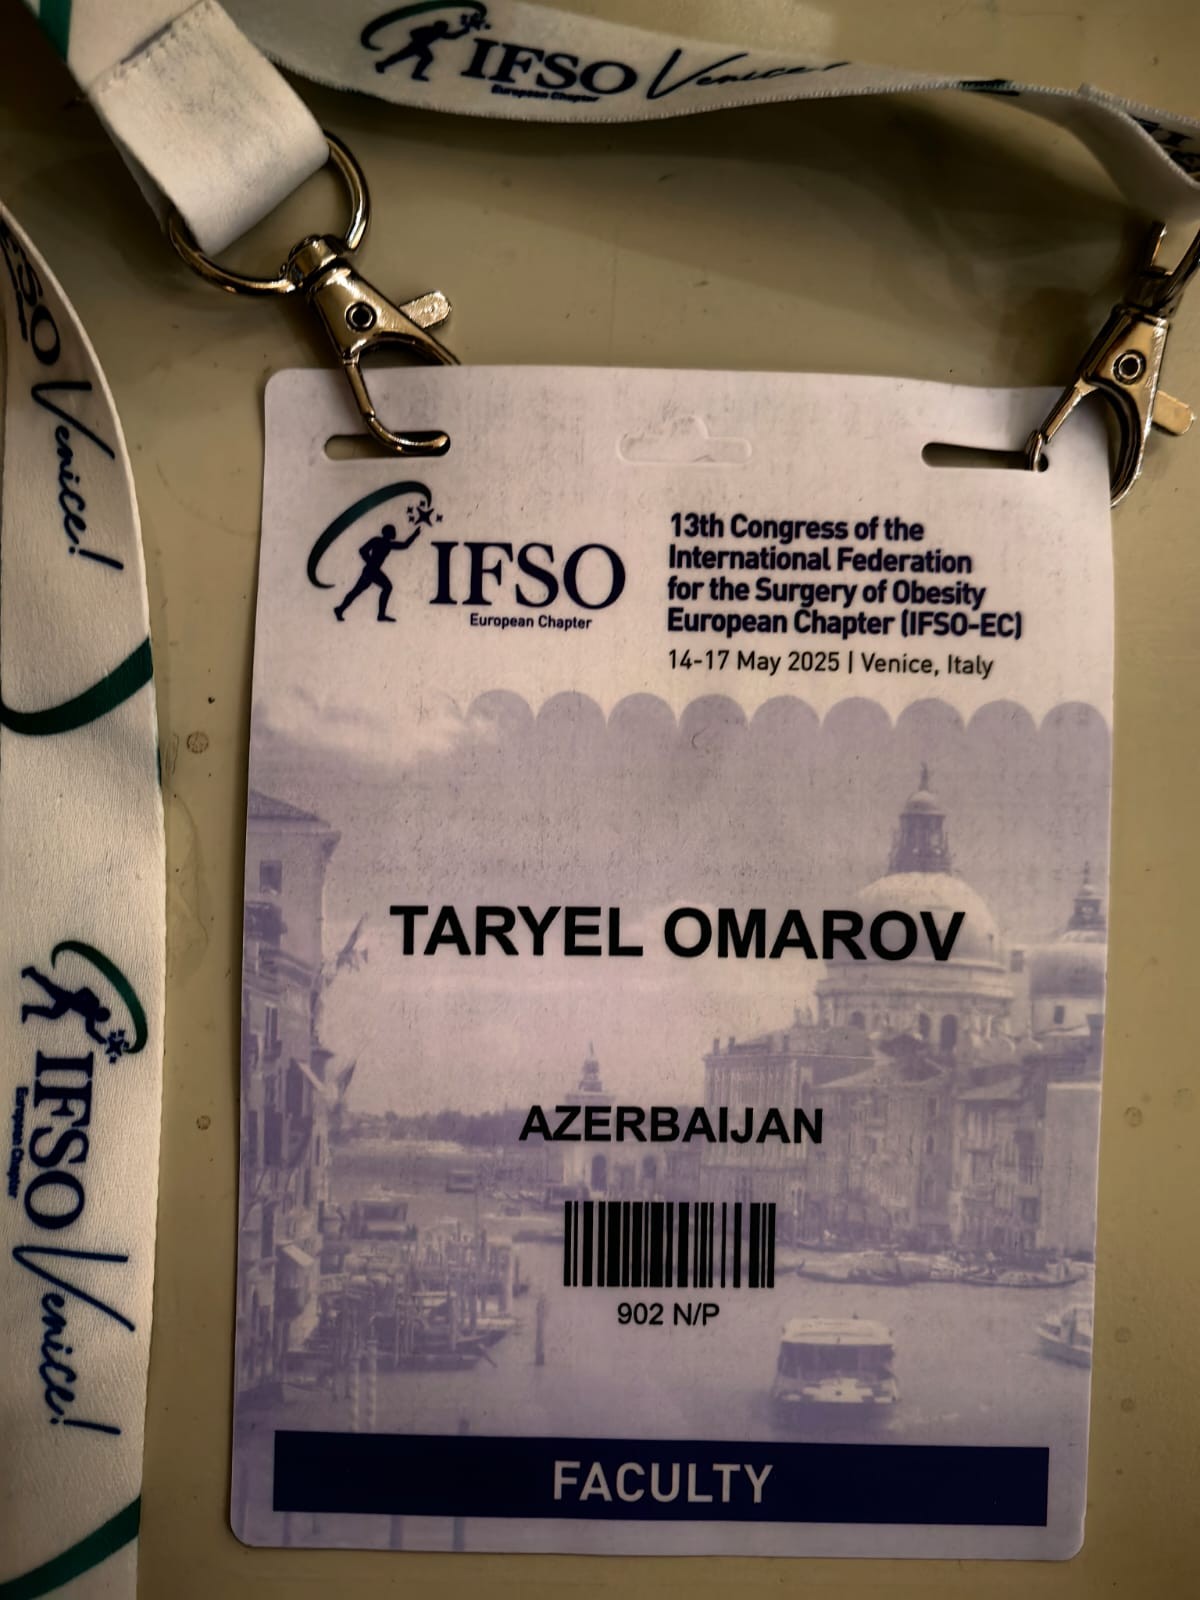 IFSO Venice!
European Chapter
IFSO
European Chapter
13th Congress of the
International Federation
for the Surgery of Obesity
European Chapter (IFSO-EC)
14-17 May 2025 | Venice, Italy
TARYEL OMAROV
AZERBAIJAN
902 N/P
FACULTY
SO Venice!
IFSO Venice!
European Chapter